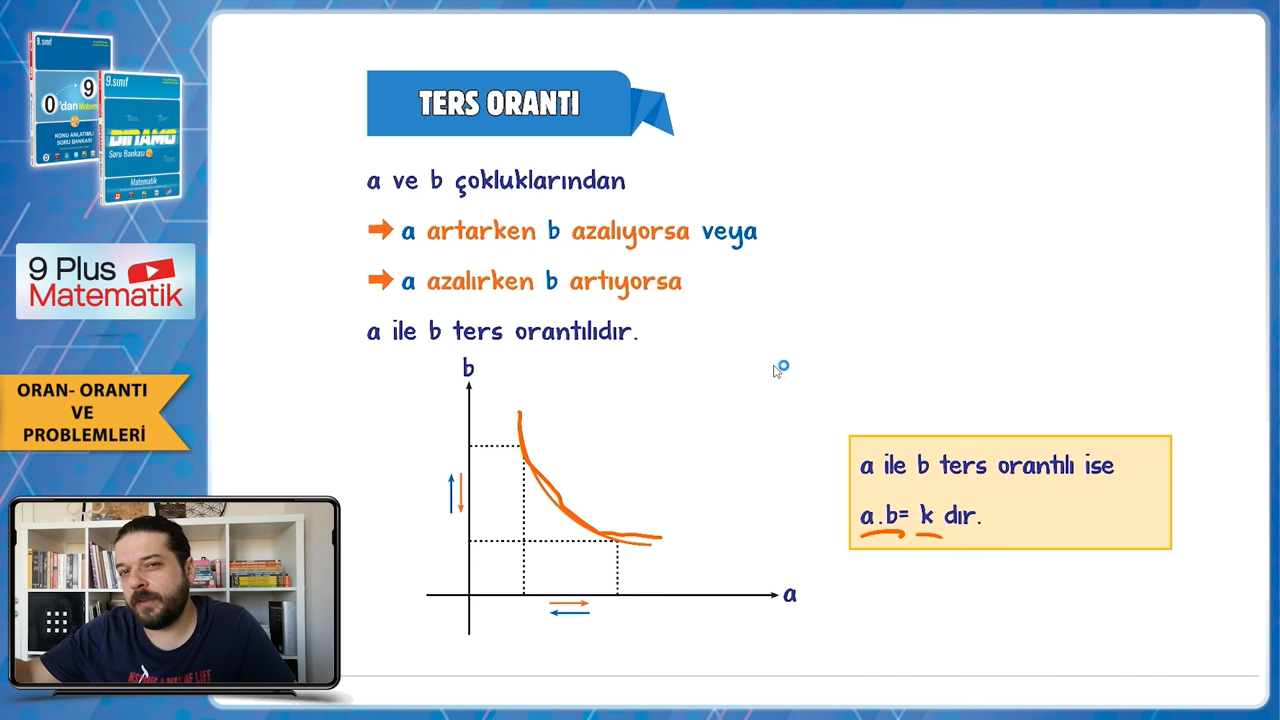 TERS ORANTI
a ve b çokluklarından
a artarken b azalıyorsa veya
a azalırken b artıyorsa
a ile b ters orantılıdır.
b
a
a ile b ters orantılı ise
a.b= k dır.
9.sınıf
0'dan 9
Matematik
KONU ANLATIMLI
SORU BANKASI
9.sınıf
DİNAMO
Soru Bankası
Matematik
9 Plus
Matematik
ORAN- ORANTI
VE
PROBLEMLERİ